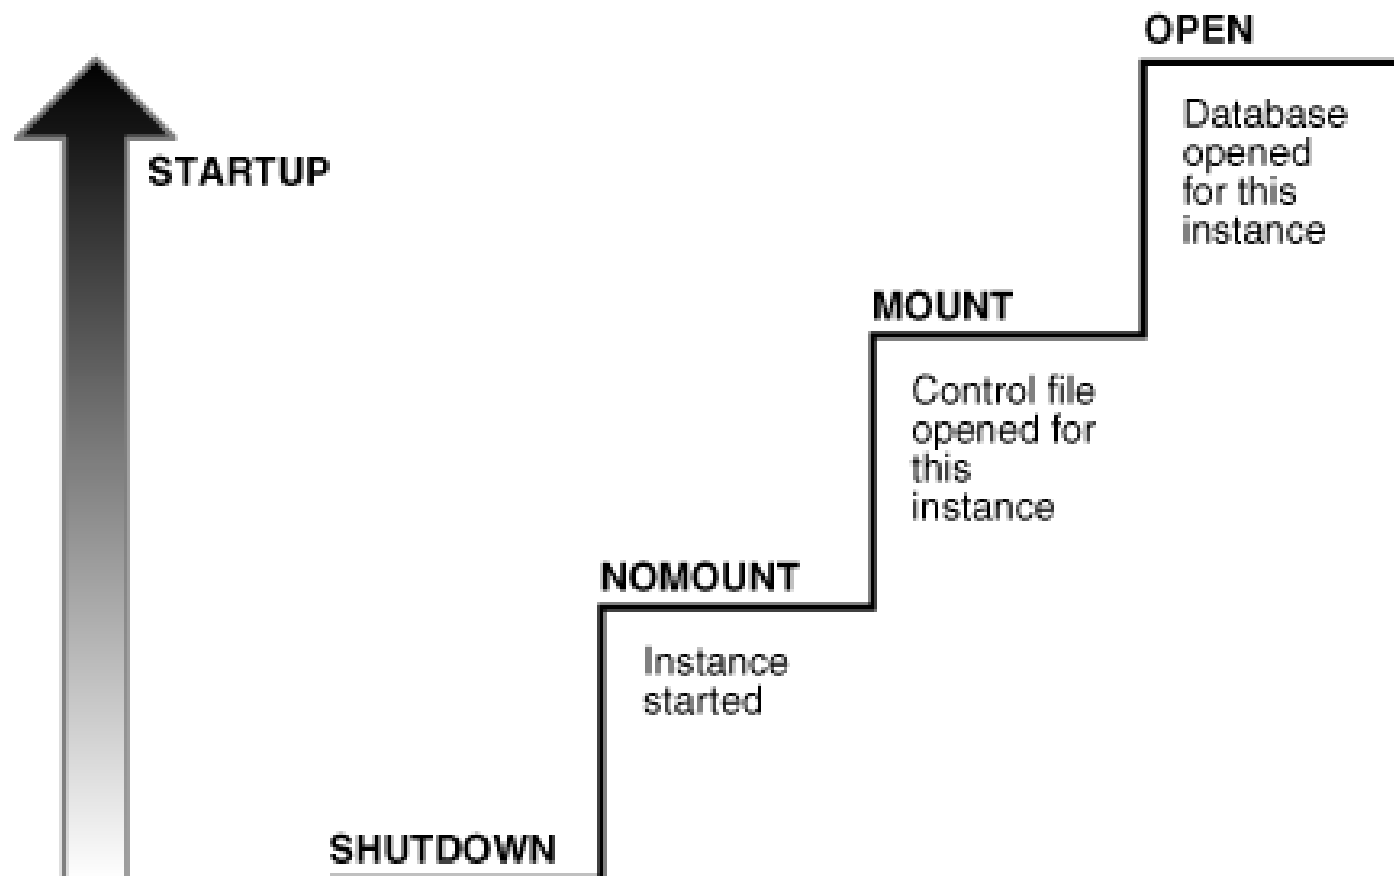 OPEN
Database
opened
for this
instance
STARTUP
MOUNT
Control file
opened for
this
instance
NOMOUNT
Instance
started
SHUTDOWN